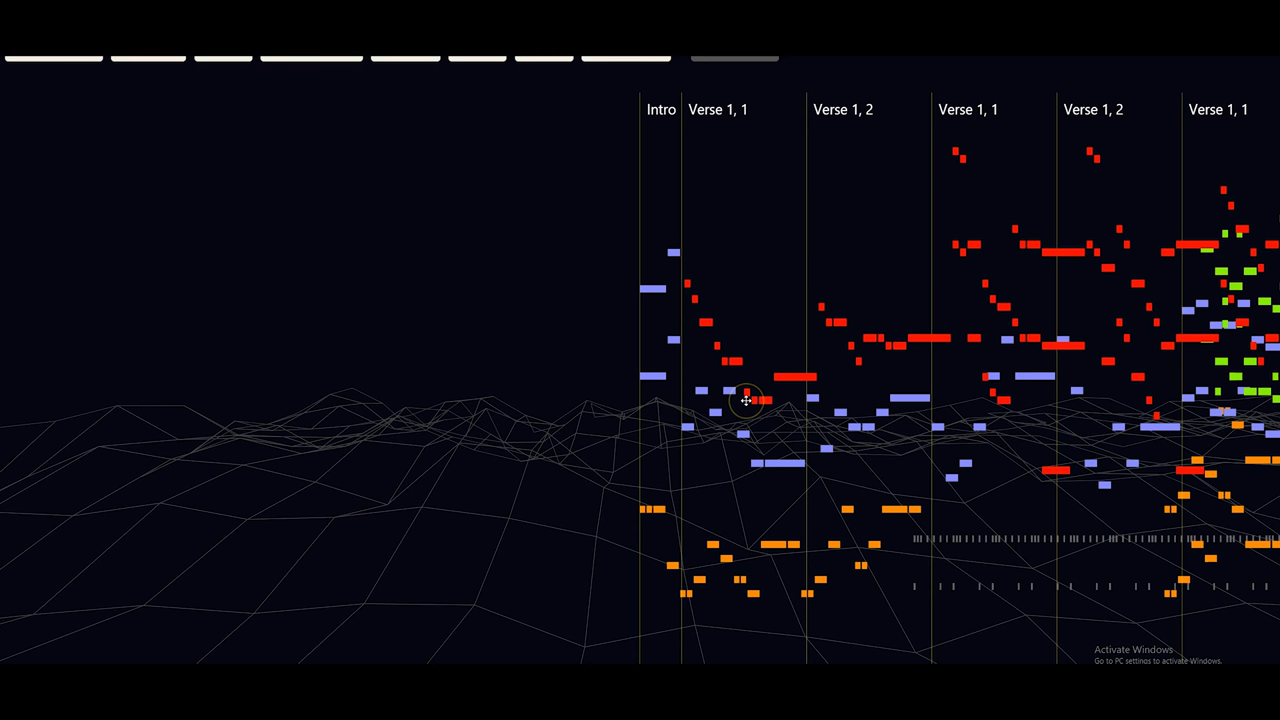 Intro
Verse 1, 1
Verse 1, 2
Verse 1, 1
Verse 1, 2
Verse 1, 1
Activate Windows
Go to PC settings to activate Windows.